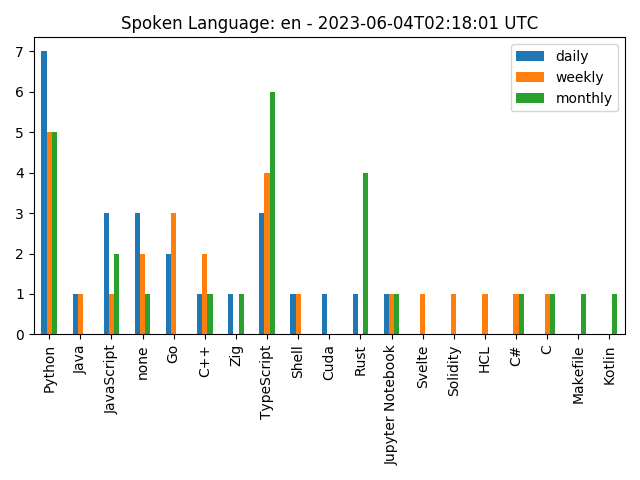 Spoken Language: en - 2023-06-04T02:18:01 UTC
daily
weekly
monthly
7
6
5
4
3
2
1
0
Python
Java
JavaScript
none
Go
C++
Zig
TypeScript
Shell
Cuda
Rust
Jupyter Notebook
Svelte
Solidity
HCL
C#
C
Makefile
Kotlin